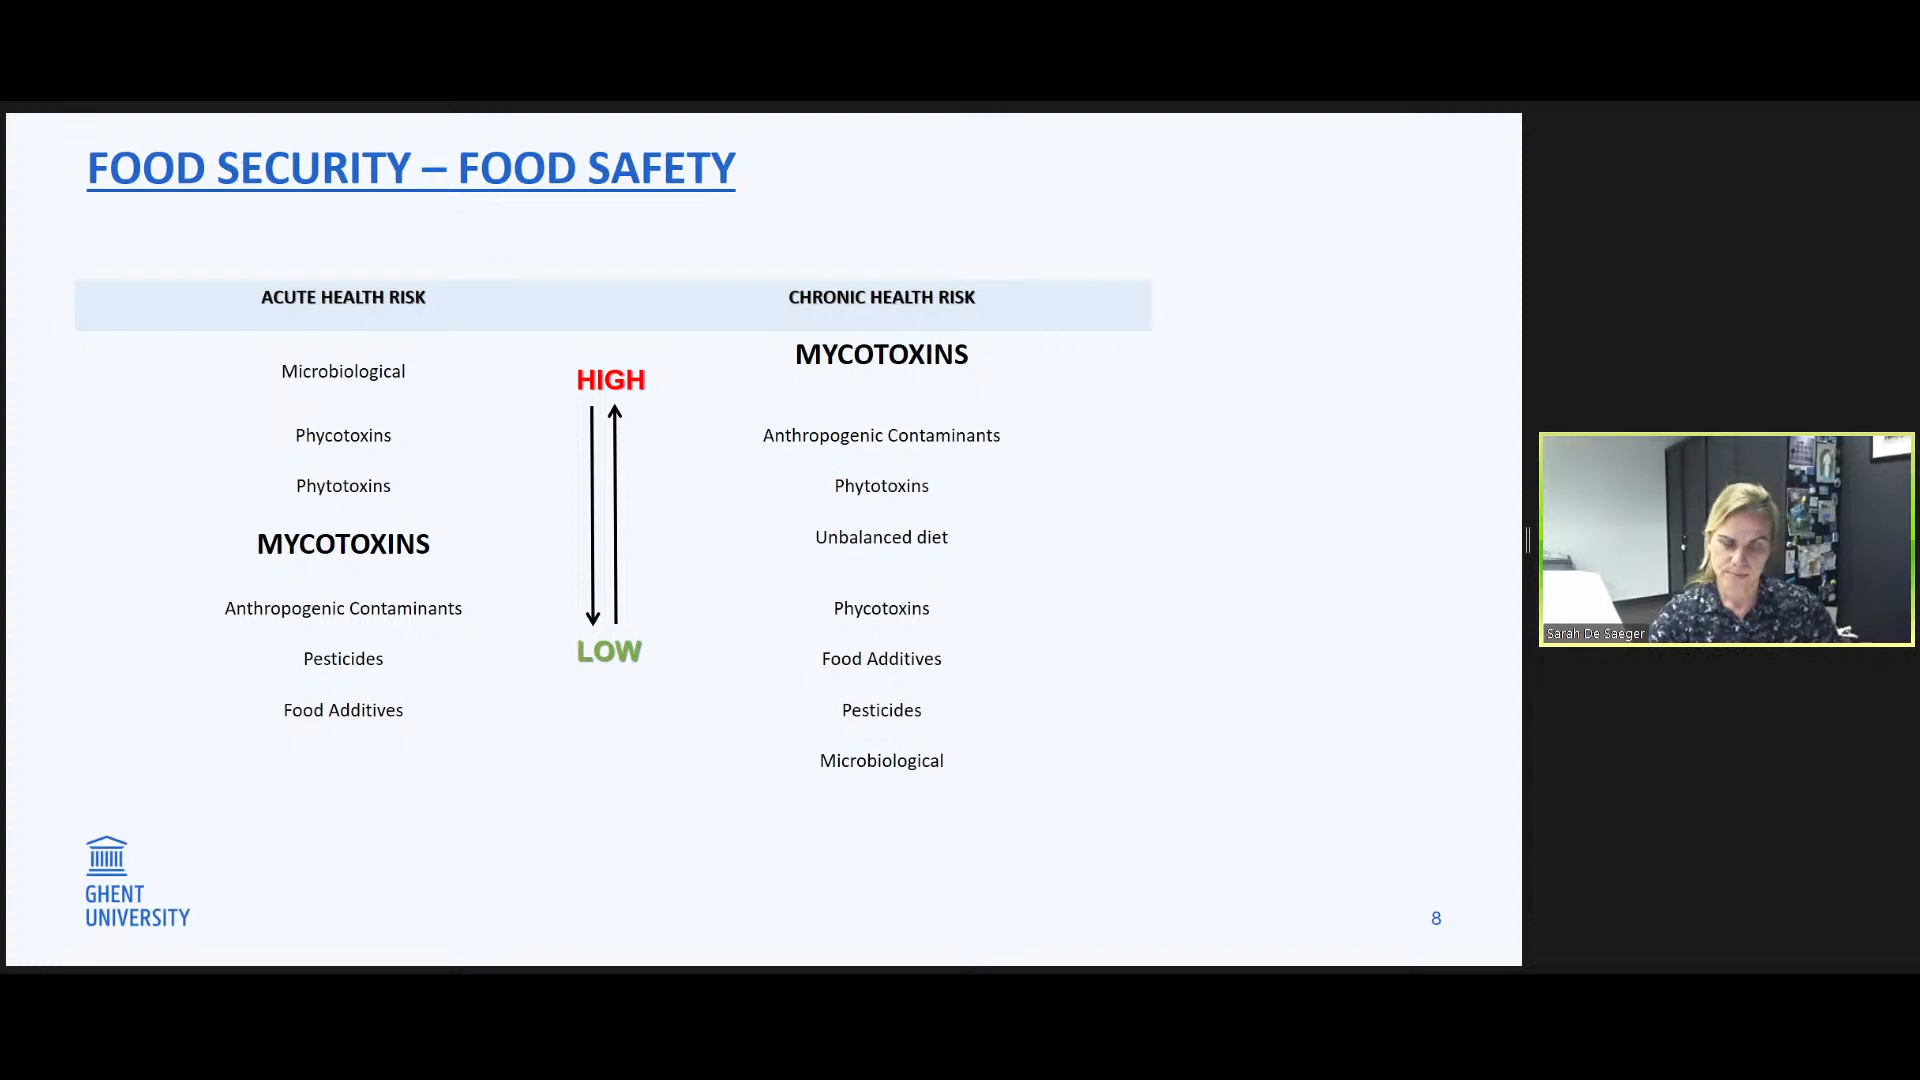 FOOD SECURITY – FOOD SAFETY
ACUTE HEALTH RISK
CHRONIC HEALTH RISK
Microbiological
Phycotoxins
Phytotoxins
MYCOTOXINS
Anthropogenic Contaminants
Pesticides
Food Additives
HIGH
LOW
MYCOTOXINS
Anthropogenic Contaminants
Phytotoxins
Unbalanced diet
Phycotoxins
Food Additives
Pesticides
Microbiological
GHENT
UNIVERSITY
8
Sarah De Saeger